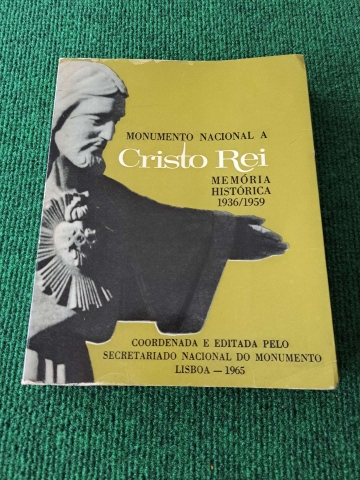 MONUMENTO NACIONAL A
Cristo Rei
MEMÓRIA
HISTÓRICA
1936/1959
COORDENADA E EDITADA PELO
SECRETARIADO NACIONAL DO MONUMENTO
LISBOA — 1965